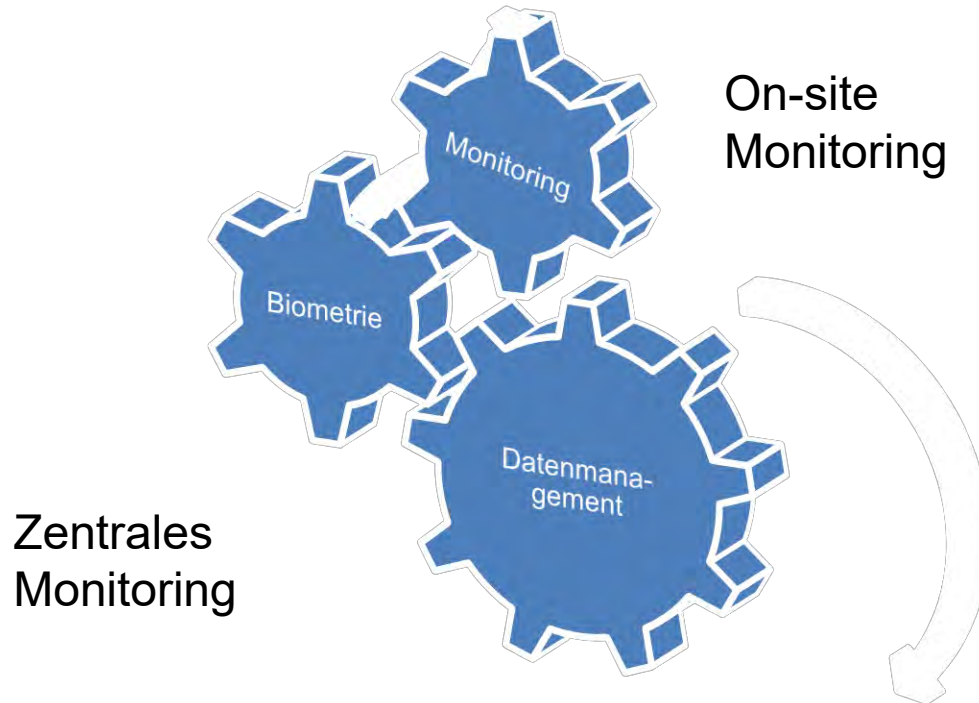 On-site
Monitoring
Monitoring
Biometrie
Datenmana-
gement
Zentrales
Monitoring